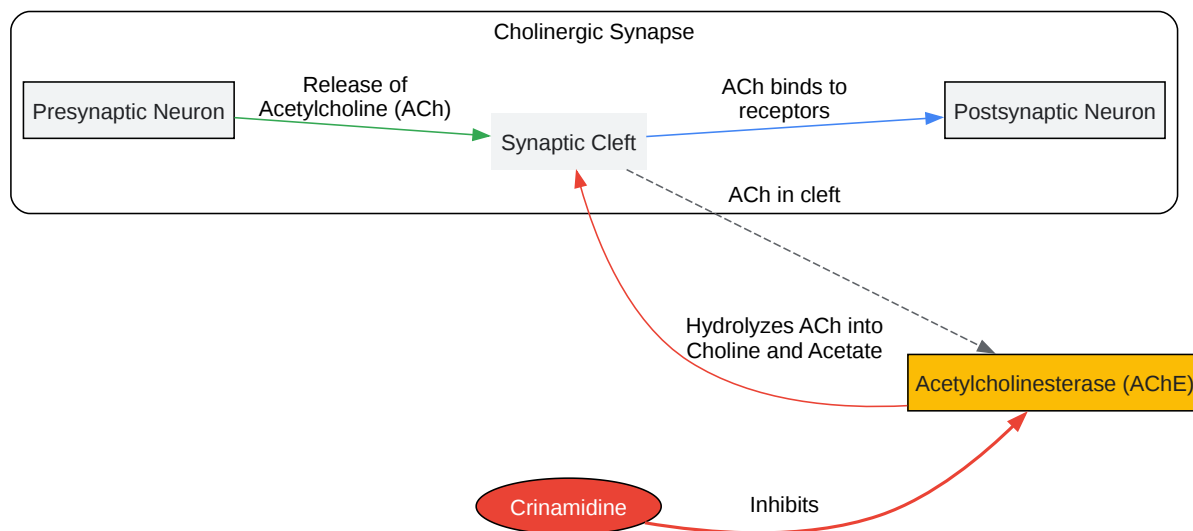 Cholinergic Synapse
Presynaptic Neuron
Release of
Acetylcholine (ACh)
Synaptic Cleft
ACh binds to
receptors
Postsynaptic Neuron
ACh in cleft
Hydrolyzes ACh into
Choline and Acetate
Acetylcholinesterase (AChE)
Crinamidine
Inhibits